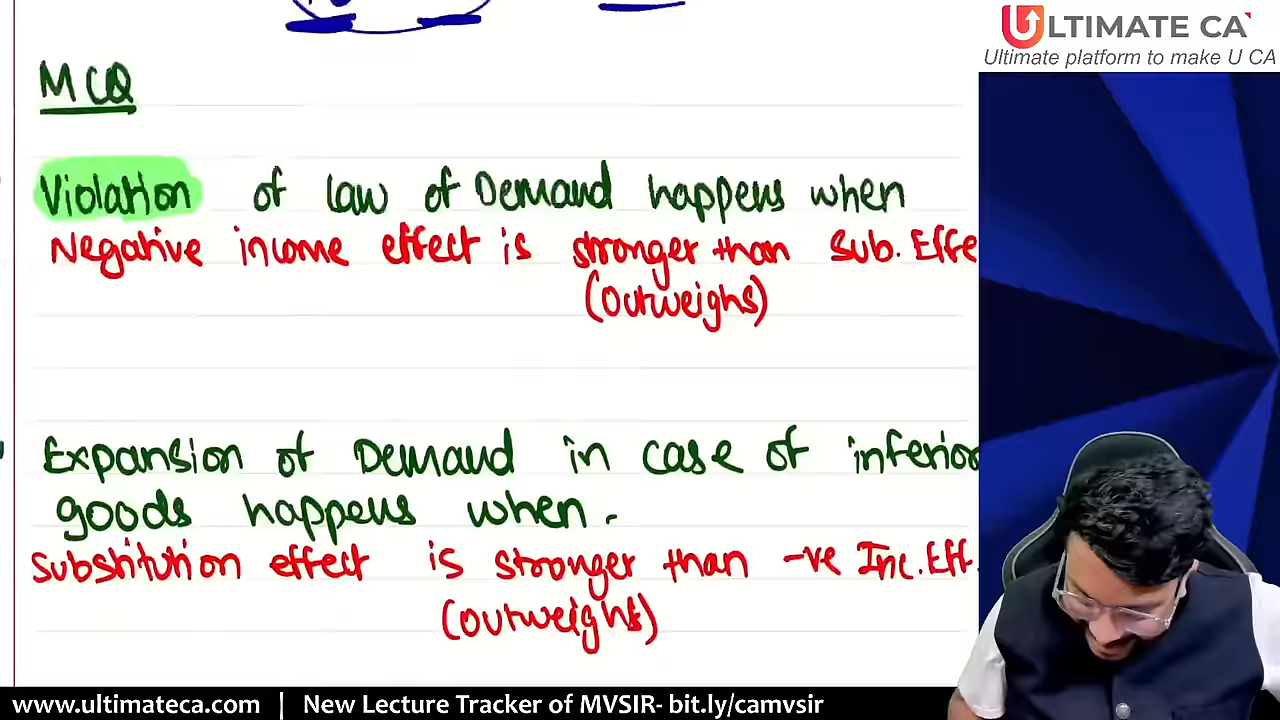 ULTIMATE CA
Ultimate platform to make U CA
MCQ
Violation of law of Demand happens when
Negative income effect is stronger than Sub. Effe
(Outweighs)
Expansion of Demand in case of inferior
goods happens when.
Substitution effect is stronger than -ve Inc. Eff.
(Outweighs)
www.ultimateca.com | New Lecture Tracker of MVSIR- bit.ly/camvsir